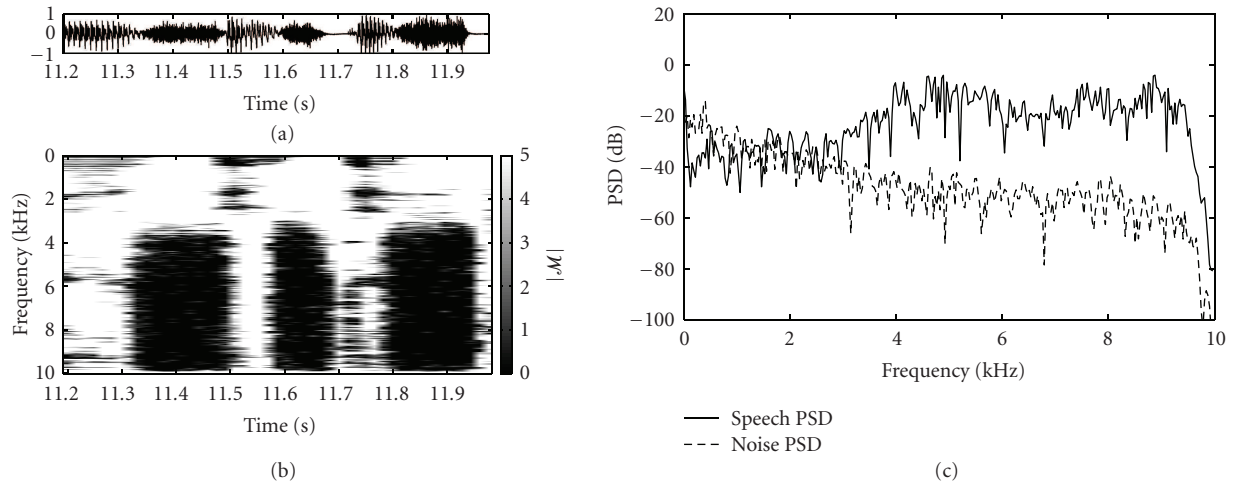 1
0
−1
11.2 11.3 11.4 11.5 11.6 11.7 11.8 11.9
Time (s)
(a)
0
2
4
6
8
10
Frequency (kHz)
11.2 11.3 11.4 11.5 11.6 11.7 11.8 11.9
Time (s)
5
4
3
2
1
0
|ℳ|
(b)
20
0
−20
−40
−60
−80
−100
PSD (dB)
0 2 4 6 8 10
Frequency (kHz)
Speech PSD
Noise PSD
(c)